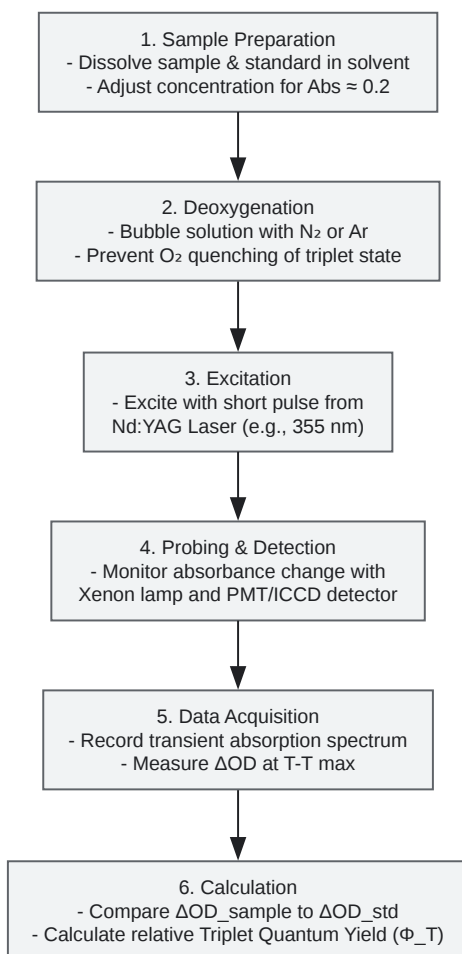 1. Sample Preparation
- Dissolve sample & standard in solvent
- Adjust concentration for Abs ≈ 0.2
2. Deoxygenation
- Bubble solution with N₂ or Ar
- Prevent O₂ quenching of triplet state
3. Excitation
- Excite with short pulse from
Nd:YAG Laser (e.g., 355 nm)
4. Probing & Detection
- Monitor absorbance change with
Xenon lamp and PMT/ICCD detector
5. Data Acquisition
- Record transient absorption spectrum
- Measure ΔOD at T-T max
6. Calculation
- Compare ΔOD_sample to ΔOD_std
- Calculate relative Triplet Quantum Yield (Φ_T)